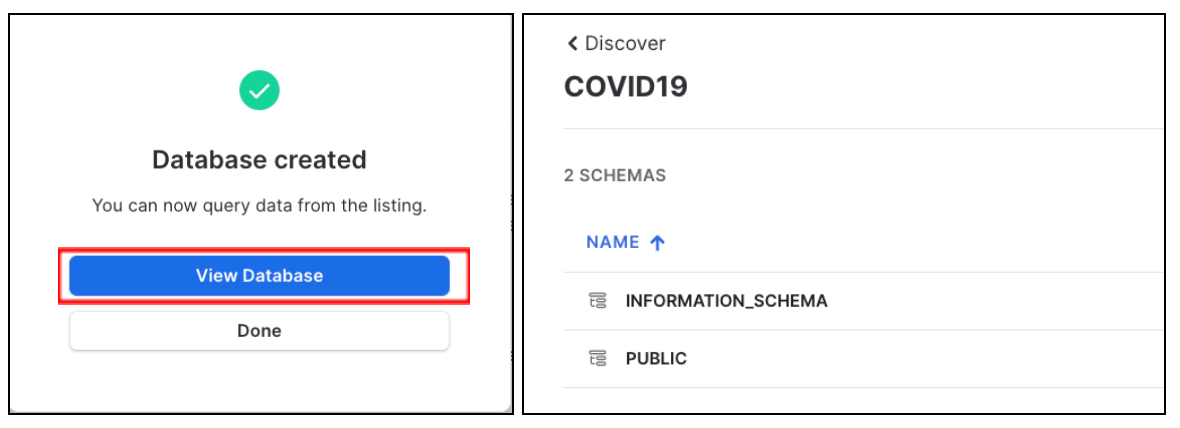 Database created
You can now query data from the listing.
View Database
Done
Discover
COVID19
2 SCHEMAS
NAME
INFORMATION_SCHEMA
PUBLIC